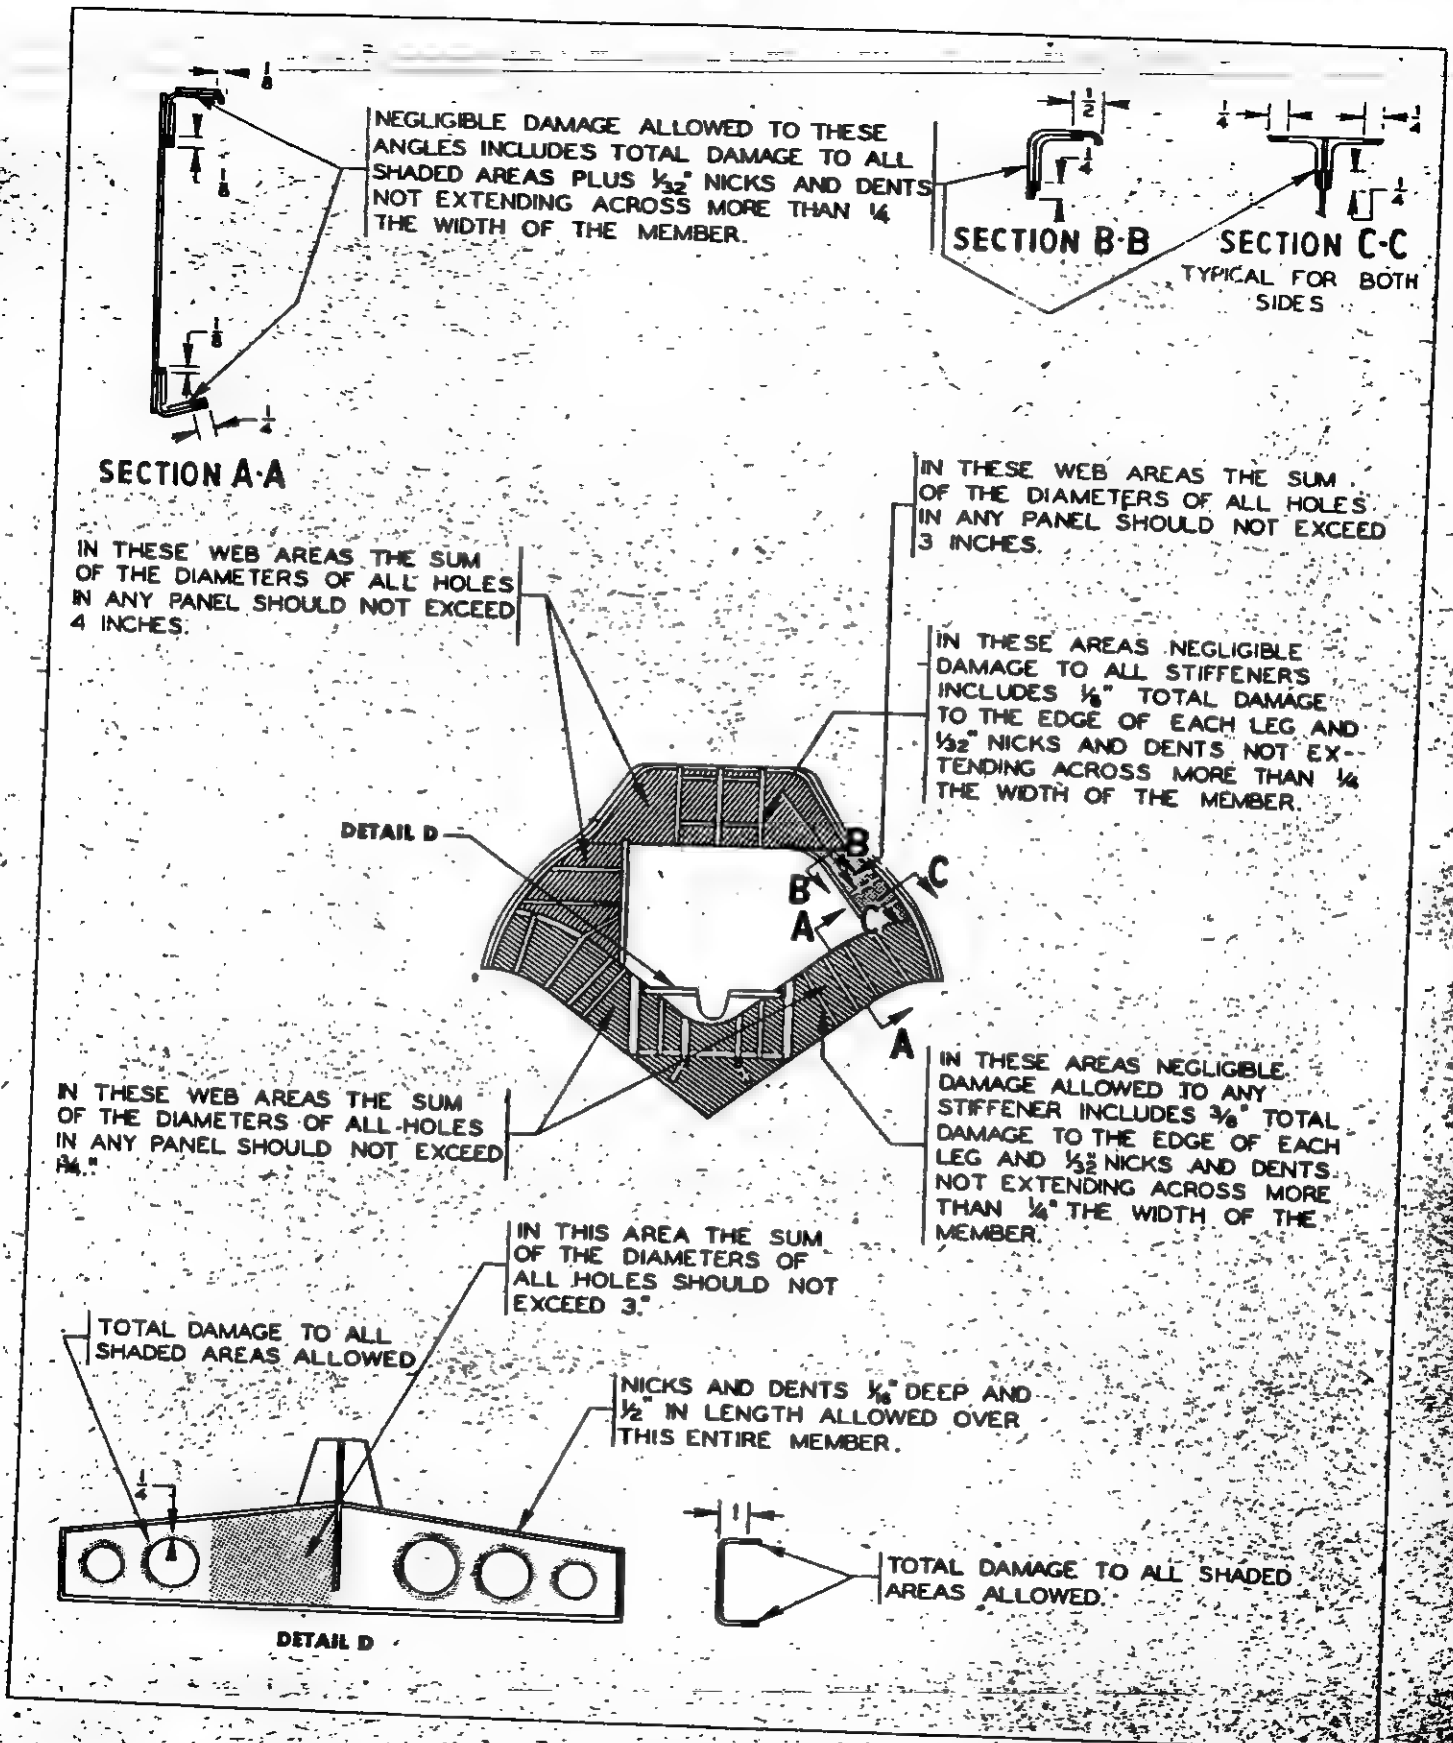 1/8
NEGLIGIBLE DAMAGE ALLOWED TO THESE
ANGLES INCLUDES TOTAL DAMAGE TO ALL
SHADED AREAS PLUS 1/32" NICKS AND DENTS
NOT EXTENDING ACROSS MORE THAN 1/4
THE WIDTH OF THE MEMBER.
1/8
1/8
1/4
SECTION A-A
1/2
1/4
SECTION B-B
1/4
1/4
1/4
SECTION C-C
TYPICAL FOR BOTH
SIDES
IN THESE WEB AREAS THE SUM
OF THE DIAMETERS OF ALL HOLES
IN ANY PANEL SHOULD NOT EXCEED
3 INCHES.
IN THESE WEB AREAS THE SUM
OF THE DIAMETERS OF ALL HOLES
IN ANY PANEL SHOULD NOT EXCEED
4 INCHES.
IN THESE AREAS NEGLIGIBLE
DAMAGE TO ALL STIFFENERS
INCLUDES TOTAL DAMAGE
TO THE EDGE OF EACH LEG AND
1/32" NICKS AND DENTS NOT EX-
TENDING ACROSS MORE THAN 1/4
THE WIDTH OF THE MEMBER.
DETAIL D
B
B
C
C
A
A
IN THESE WEB AREAS THE SUM
OF THE DIAMETERS OF ALL HOLES
IN ANY PANEL SHOULD NOT EXCEED
IN THESE AREAS NEGLIGIBLE
DAMAGE ALLOWED TO ANY
STIFFENER INCLUDES TOTAL
DAMAGE TO THE EDGE OF EACH
LEG AND 1/32" NICKS AND DENTS
NOT EXTENDING ACROSS MORE
THAN 1/4" THE WIDTH OF THE
MEMBER.
IN THIS AREA THE SUM
OF THE DIAMETERS OF
ALL HOLES SHOULD NOT
EXCEED 3."
TOTAL DAMAGE TO ALL
SHADED AREAS ALLOWED
NICKS AND DENTS DEEP AND
1/2" IN LENGTH ALLOWED OVER
THIS ENTIRE MEMBER.
1/4
1
TOTAL DAMAGE TO ALL SHADED
AREAS ALLOWED.
DETAIL D